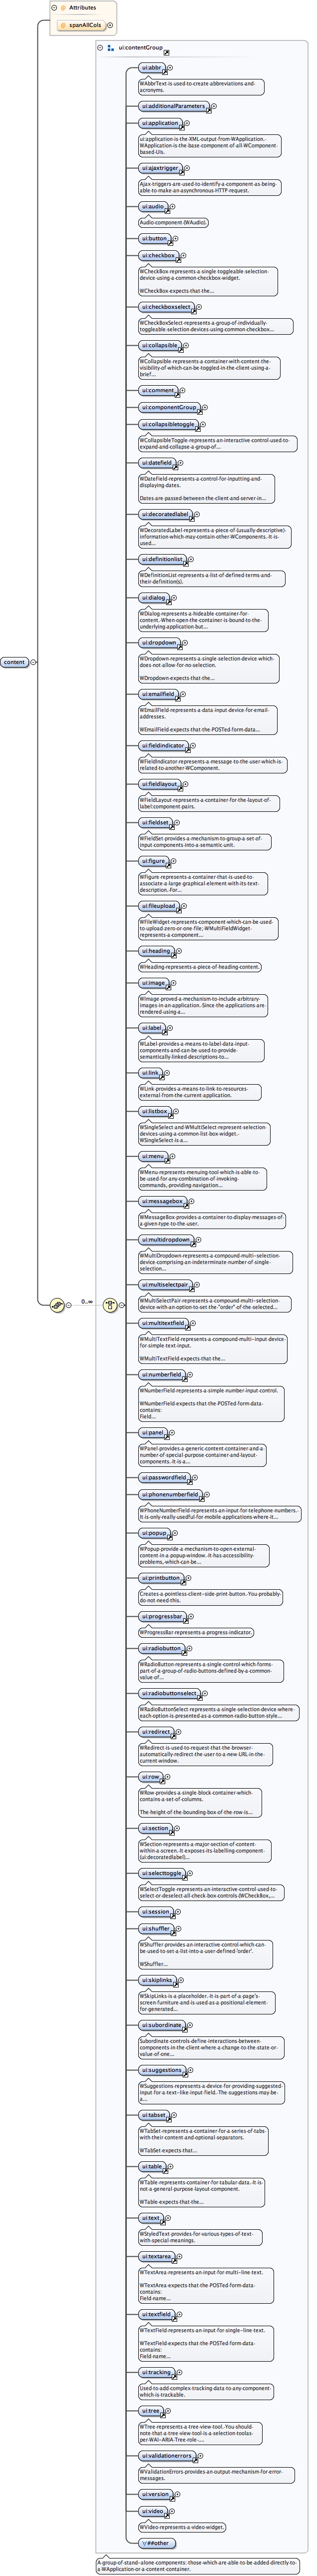 Attributes
spanAllCols
ui:contentGroup
ui:abbr
WAbbrText is used to create abbreviations and
acronyms.
ui:additionalParameters
ui:application
ui:application is the XML output from WApplication.
WApplication is the base component of all WComponent
based UIs.
ui:ajaxtrigger
Ajax triggers are used to identify a component as being
able to make an asynchronous HTTP request.
ui:audio
Audio component (WAudio).
ui:button
ui:checkbox
WCheckBox represents a single toggleable selection
device using a common checkbox widget.
WCheckBox expects that the...
ui:checkboxselect
WCheckBoxSelect represents a group of individually
toggleable selection devices using common checkbox...
ui:collapsible
WCollapsible represents a container with content the
visibility of which can be toggled in the client using a
brief...
ui:comment
ui:componentGroup
ui:collapsibletoggle
WCollapsibleToggle represents an interactive control used to
expand and collapse a group of...
ui:datefield
WDateField represents a control for inputting and
displaying dates.
Dates are passed between the client and server in...
ui:decoratedlabel
WDecoratedLabel represents a piece of (usually descriptive)
information which may contain other WComponents. It is
used...
ui:definitionlist
WDefinitionList represents a list of defined terms and
their definition(s).
ui:dialog
WDialog represents a hideable container for
content. When open the container is bound to the
underlying application but...
ui:dropdown
WDropdown represents a single selection device which
does not allow for no selection.
WDropdown expects that the...
ui:emailfield
WEmailField represents a data input device for email
addresses.
WEmailField expects that the POSTed form data...
ui:fieldindicator
WFieldIndicator represents a message to the user which is
related to another WComponent.
ui:fieldlayout
WFieldLayout represents a container for the layout of
label:component pairs.
ui:fieldset
WFieldSet provides a mechanism to group a set of
input components into a semantic unit.
ui:figure
WFigure represents a container that is used to
associate a large graphical element with its text
description. For...
ui:fileupload
WFileWidget represents component which can be used
to upload zero or one file; WMultiFieldWidget
represents a component...
ui:heading
WHeading represents a piece of heading content.
ui:image
WImage proved a mechanism to include arbitrary
images in an application. Since the applications are
rendered using a...
ui:label
WLabel provides a means to label data input
components and can be used to provide
semantically linked descriptions to...
ui:link
WLink provides a means to link to resources
external from the current application.
ui:listbox
WSingleSelect and WMultiSelect represent selection
devices using a common list box widget.
WSingleSelect is a...
content
ui:menu
WMenu represents menuing tool which is able to
be used for any combination of invoking
commands, providing navigation...
ui:messagebox
WMessageBox provides a container to display messages of
a given type to the user.
ui:multidropdown
WMultiDropdown represents a compound multi-selection
device comprising an indeterminate number of single
selection...
ui:multiselectpair
WMultiSelectPair represents a compound multi-selection
device with an option to set the "order" of the selected...
0..∞
ui:multitextfield
WMultiTextField represents a compound multi-input device
for simple text input.
WMultiTextField expects that the...
ui:numberfield
WNumberField represents a simple number input control.
WNumberField expects that the POSTed form data
contains:
Field...
ui:panel
WPanel provides a generic content container and a
number of special purpose container and layout
components. It is a...
ui:passwordfield
ui:phonenumberfield
WPhoneNumberField represents an input for telephone numbers.
It is only really usedful for mobile applications where it...
ui:popup
WPopup provide a mechanism to open external
content in a popup window. It has accessibility
problems, which can be...
ui:printbutton
Creates a pointless client-side print button. You probably
do not need this.
ui:progressbar
WProgressBar represents a progress indicator.
ui:radiobutton
WRadioButton represents a single control which forms
part of a group of radio buttons defined by a common
value of...
ui:radiobuttonselect
WRadioButtonSelect represents a single selection device where
each option is presented as a common radio button style...
ui:redirect
WRedirect is used to request that the browser
automatically redirect the user to a new URL in the
current window.
ui:row
WRow provides a single block container which
contains a set of columns.
The height of the bounding box of the row is...
ui:section
WSection represents a major section of content
within a screen. It exposes its labelling component
(ui:decoratedlabel)...
ui:selecttoggle
WSelectToggle represents an interactive control used to
select or deselect all check box controls (WCheckBox,...
ui:session
ui:shuffler
WShuffler provides an interactive control which can
be used to set a list into a user defined 'order'.
WShuffler...
ui:skiplinks
WSkipLinks is a placeholder. It is part of a page's
screen furniture and is used as a positional element
for generated...
ui:subordinate
Subordinate controls define interactions between
components in the client where a change to the state or
value of one...
ui:suggestions
WSuggestions represents a device for providing suggested
input for a text-like input field. The suggestions may be
a...
ui:tabset
WTabSet represents a container for a series of tabs
with their content and optional separators.
WTabSet expects that...
ui:table
WTable represents container for tabular data. It is
not a general purpose layout component.
WTable expects that the...
ui:text
WStyledText provides for various types of text
with special meanings.
ui:textarea
WTextArea represents an input for multi-line text.
WTextArea expects that the POSTed form data
contains:
Field name...
ui:textfield
WTextField represents an input for single-line text.
WTextField expects that the POSTed form data
contains:
Field name...
ui:tracking
Used to add complex tracking data to any component
which is trackable.
ui:tree
WTree represents a tree view tool. You should
note that a tree view tool is a selection tool as
per WAI-ARIA Tree role....
ui:validationerrors
WValidationErrors provides an output mechanism for error
messages.
ui:version
ui:video
WVideo represents a video widget.
##other
A group of stand-alone components: those which are able to be added directly to
a WApplication or a content container.